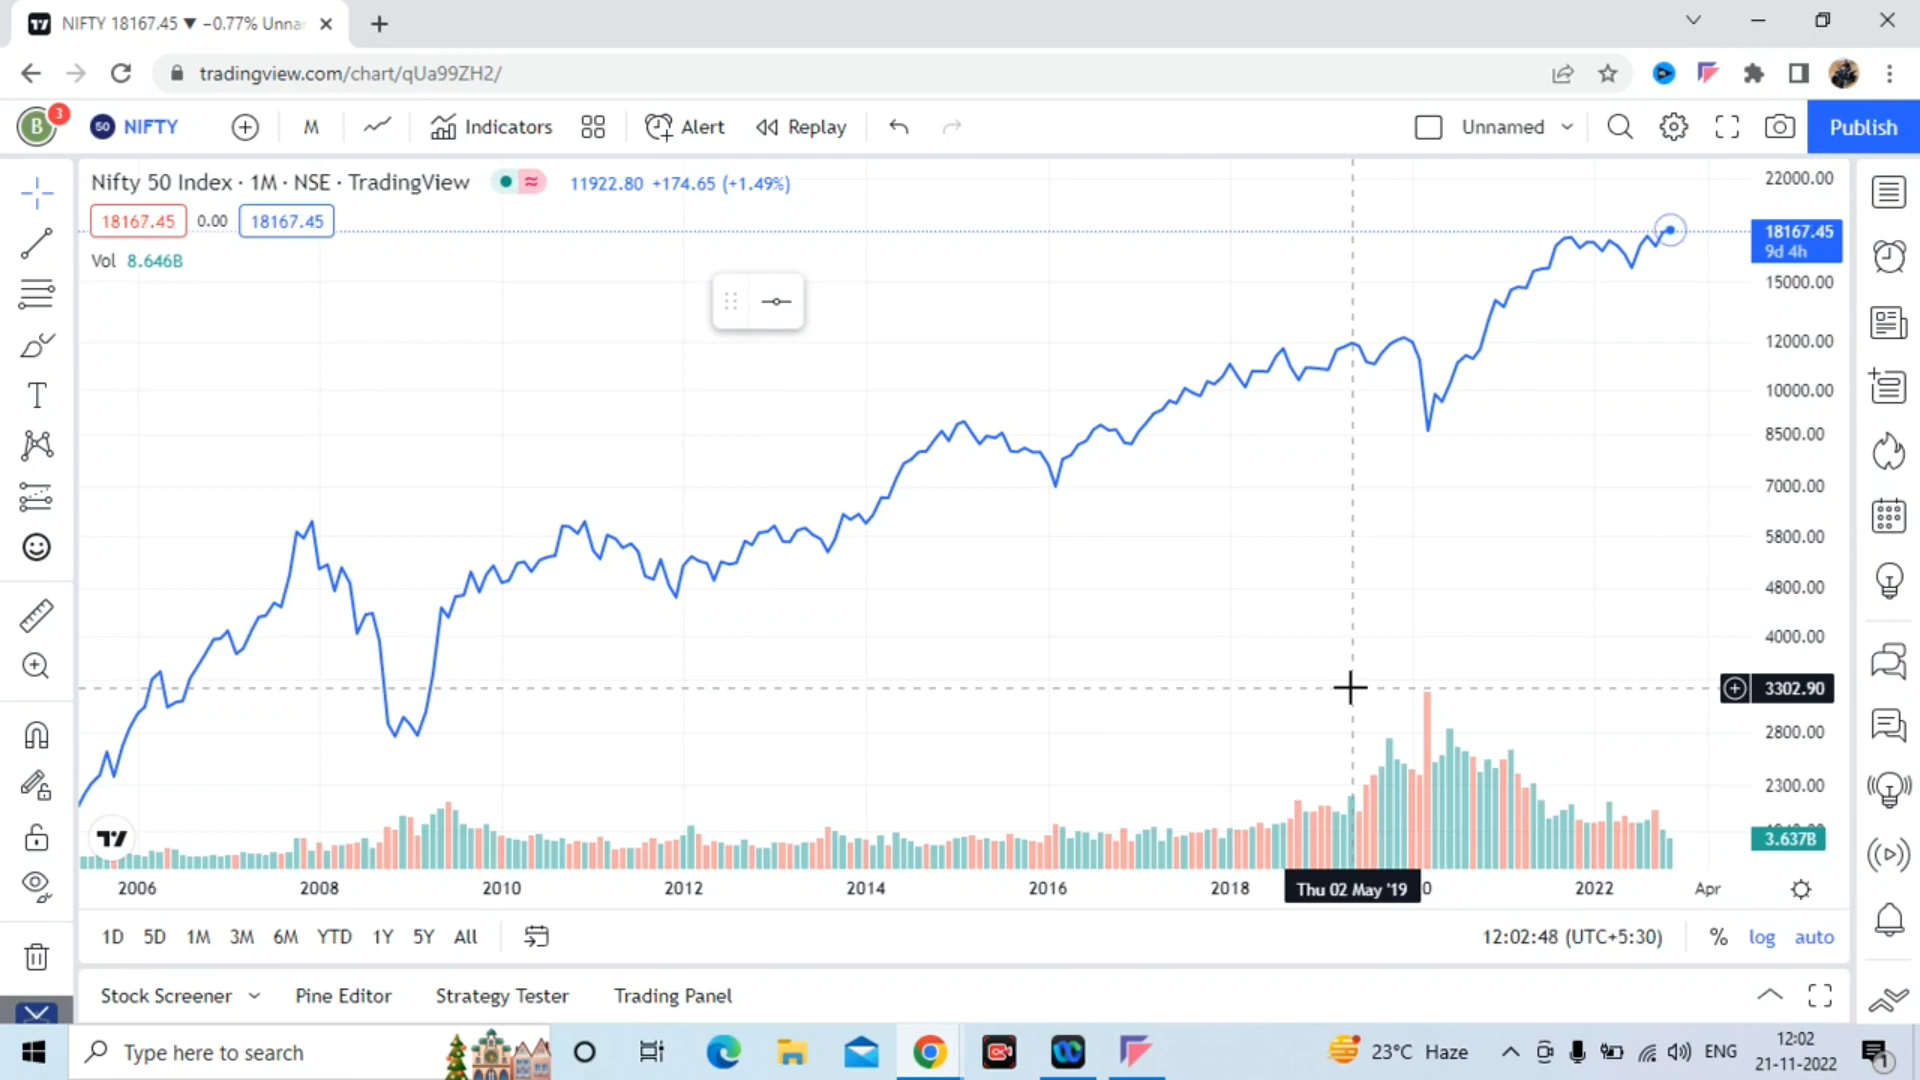 NIFTY 18167.45 ▼ −0.77% Unna
tradingview.com/chart/qUa99ZH2/
B 3 50 NIFTY M Indicators Alert Replay Unnamed Publish
Nifty 50 Index · 1M · NSE · TradingView 11922.80 +174.65 (+1.49%)
18167.45 0.00 18167.45
Vol 8.646B
22000.00
18167.45
9d 4h
15000.00
12000.00
10000.00
8500.00
7000.00
5800.00
4800.00
4000.00
3302.90
2800.00
2300.00
3.637B
2006 2008 2010 2012 2014 2016 2018 Thu 02 May '19 0 2022 Apr
1D 5D 1M 3M 6M YTD 1Y 5Y All 12:02:48 (UTC+5:30) % log auto
Stock Screener Pine Editor Strategy Tester Trading Panel
Type here to search 23°C Haze ENG 12:02
21-11-2022 1